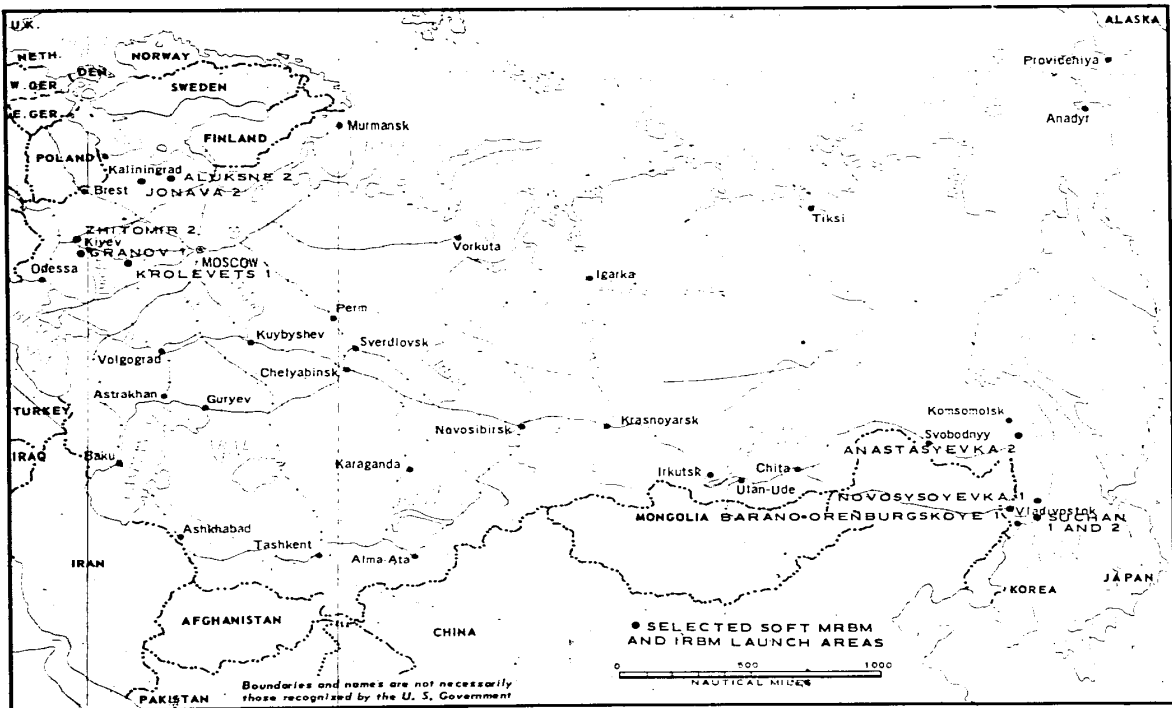 U.K.
ALASKA
NETH.
NORWAY
DEN.
Provideniya
W. GER.
SWEDEN
E. GER.
Anadyr
FINLAND
Murmansk
POLAND
Kaliningrad
ALUKSNE 2
JONAVA 2
Brest
Tiksi
ZHITOMIR 2
Kiyev
Vorkuta
GRANOV 1
MOSCOW
Odessa
KROLEVETS 1
Igarka
Perm
Kuybyshev
Sverdlovsk
Volgograd
Chelyabinsk
Astrakhan
Guryev
TURKEY
Komsomolsk
Novosibirsk
Krasnoyarsk
Svobodnyy
IRAQ
ANASTASYEVKA 2
Baku
Karaganda
Irkutsk
Chita
Utan-Ude
NOVOSYSOYEVKA 1
MONGOLIA
BARANO-ORENBURGSKOYE 1
Vladivostok
SUCHAN
1 AND 2
Ashkhabad
Tashkent
Alma-Ata
IRAN
JAPAN
KOREA
AFGHANISTAN
CHINA
SELECTED SOFT MRBM
AND IRBM LAUNCH AREAS
0 500 1000
NAUTICAL MILES
Boundaries and names are not necessarily
those recognized by the U. S. Government
PAKISTAN